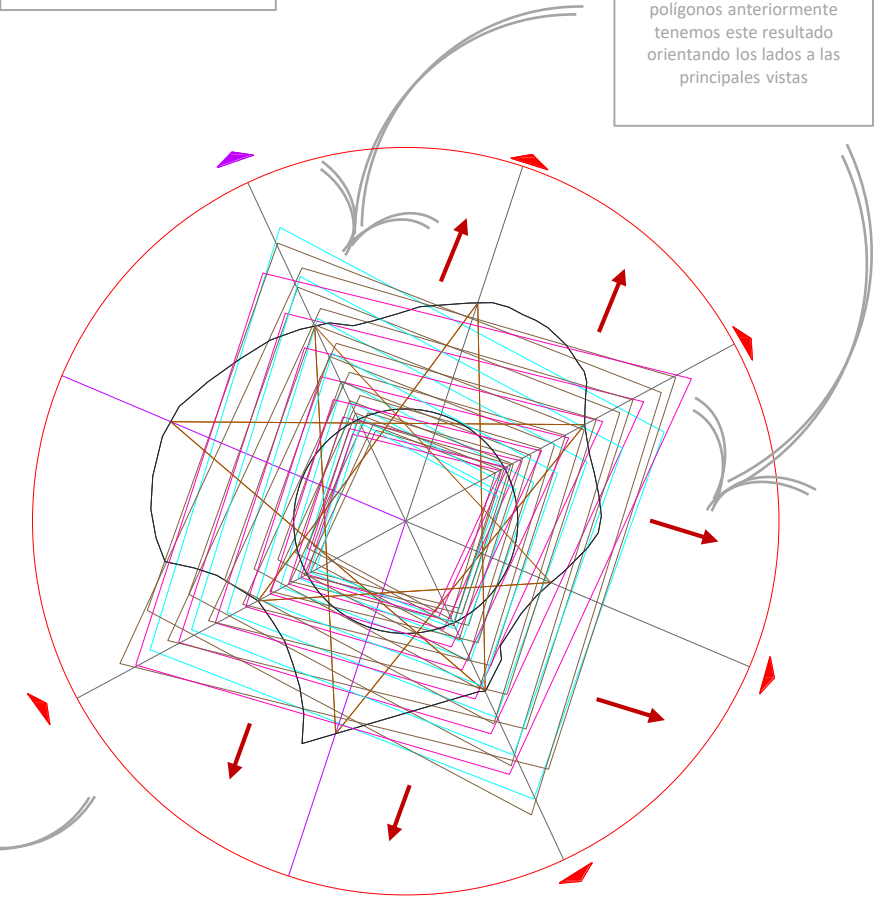 polígonos anteriormente
tenemos este resultado
orientando los lados a las
principales vistas